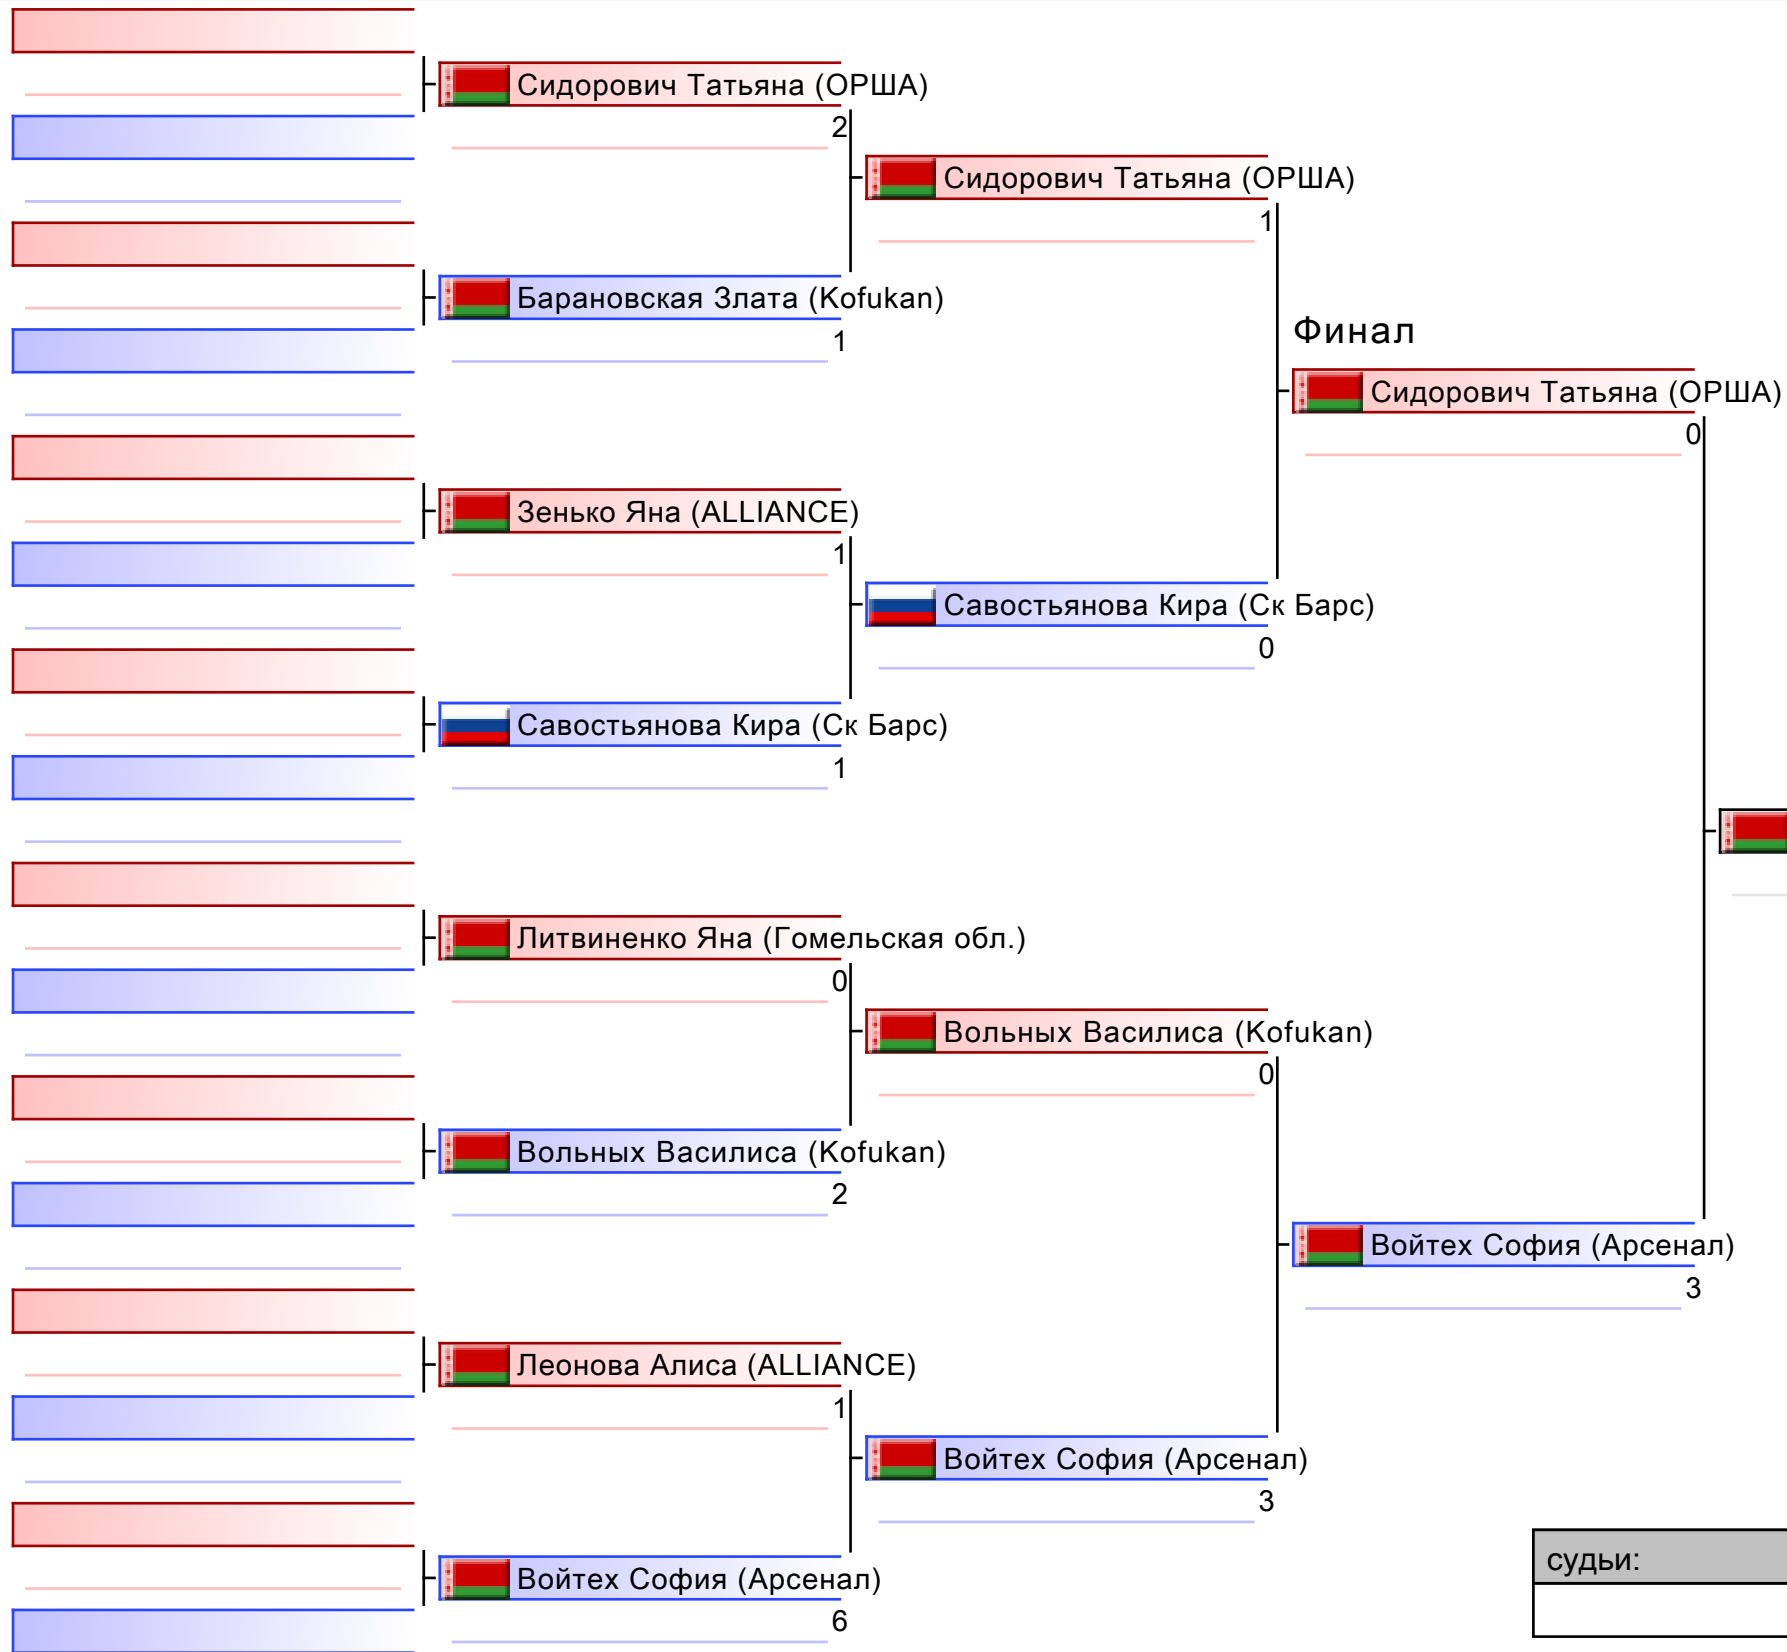 Сидорович Татьяна (ОРША)
2
Барановская Злата (Kofukan)
1
Зенько Яна (ALLIANCE)
1
Савостьянова Кира (Ск Барс)
1
Литвиненко Яна (Гомельская обл.)
0
Вольных Василиса (Kofukan)
2
Леонова Алиса (ALLIANCE)
1
Войтех София (Арсенал)
6
Сидорович Татьяна (ОРША)
1
Савостьянова Кира (Ск Барс)
0
Вольных Василиса (Kofukan)
0
Войтех София (Арсенал)
3
Финал
Сидорович Татьяна (ОРША)
0
Войтех София (Арсенал)
3
судьи: